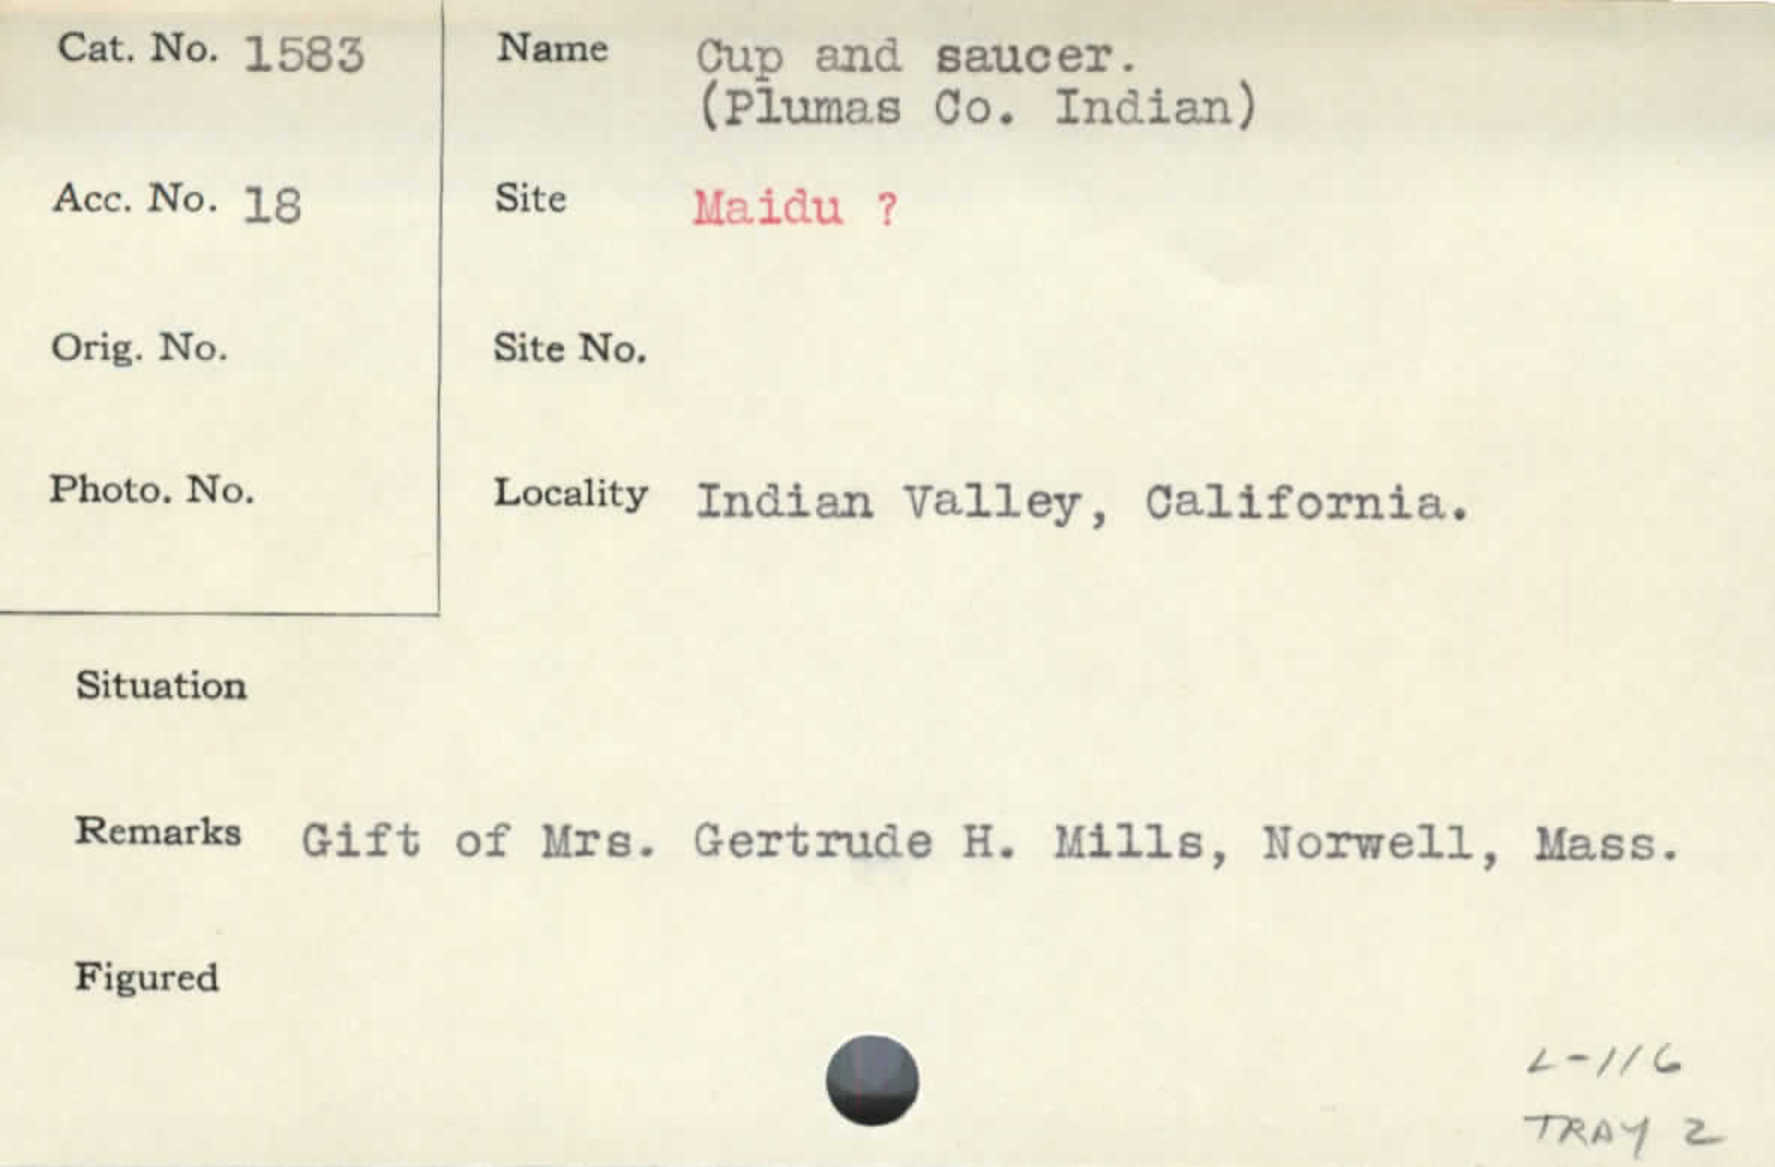 Cat. No. 1583
Name Cup and saucer.
(Plumas Co. Indian)
Acc. No. 18
Site Maidu ?
Orig. No.
Site No.
Photo. No.
Locality Indian Valley, California.
Situation
Remarks Gift of Mrs. Gertrude H. Mills, Norwell, Mass.
Figured
L-116
TRAY 2